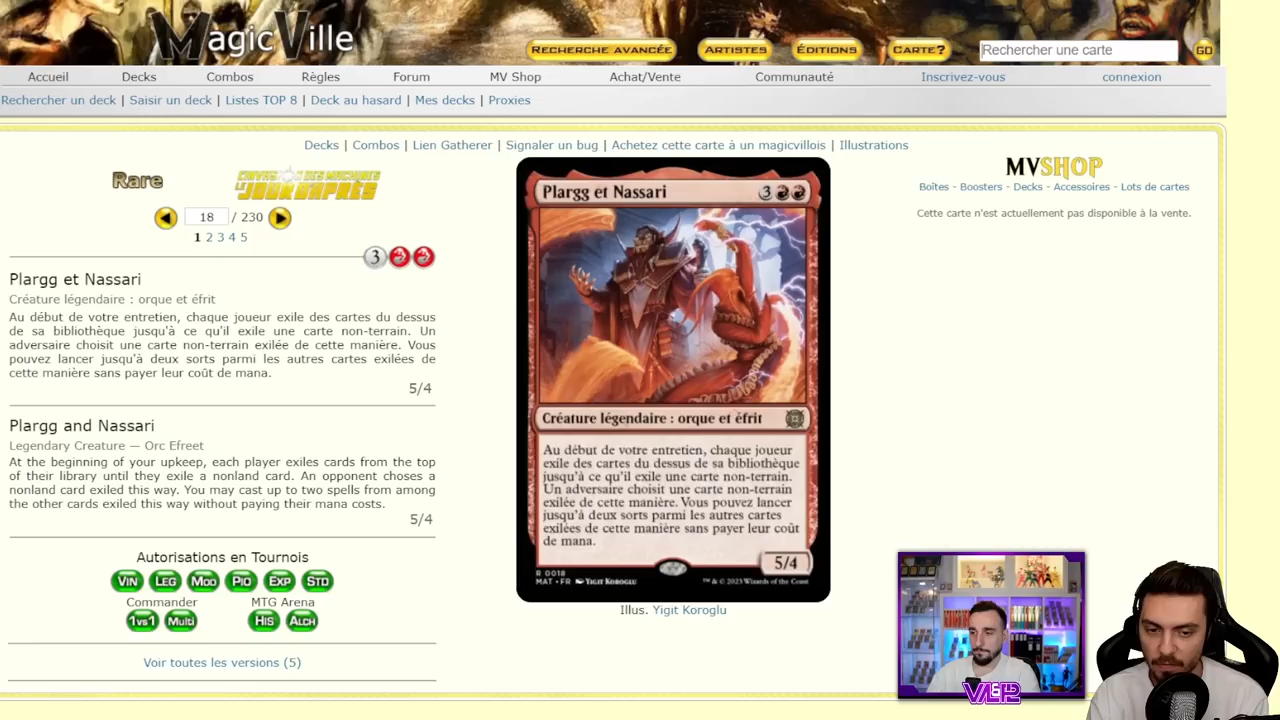 MagicVille
RECHERCHE AVANCÉE
ARTISTES
ÉDITIONS
CARTE?
Rechercher une carte
GO
Accueil
Decks
Combos
Règles
Forum
MV Shop
Achat/Vente
Communauté
Inscrivez-vous
connexion
Rechercher un deck | Saisir un deck | Listes TOP 8 | Deck au hasard | Mes decks | Proxies
Decks | Combos | Lien Gatherer | Signaler un bug | Achetez cette carte à un magicvillois | Illustrations
Rare
18 / 230
1 2 3 4 5
3
Plargg et Nassari
Créature légendaire : orque et éfrit
Au début de votre entretien, chaque joueur exile des cartes du dessus
de sa bibliothèque jusqu'à ce qu'il exile une carte non-terrain. Un
adversaire choisit une carte non-terrain exilée de cette manière. Vous
pouvez lancer jusqu'à deux sorts parmi les autres cartes exilées de
cette manière sans payer leur coût de mana.
5/4
Plargg and Nassari
Legendary Creature — Orc Efreet
At the beginning of your upkeep, each player exiles cards from the top
of their library until they exile a nonland card. An opponent choses a
nonland card exiled this way. You may cast up to two spells from among
the other cards exiled this way without paying their mana costs.
5/4
Autorisations en Tournois
VIN LEG MOD PIO EXP STD
Commander
MTG Arena
1vs1 Multi
HIS ALCH
Voir toutes les versions (5)
Plargg et Nassari
3
Créature légendaire : orque et éfrit
Au début de votre entretien, chaque joueur
exile des cartes du dessus de sa bibliothèque
jusqu'à ce qu'il exile une carte non-terrain.
Un adversaire choisit une carte non-terrain
exilée de cette manière. Vous pouvez lancer
jusqu'à deux sorts parmi les autres cartes
exilées de cette manière sans payer leur coût
de mana.
5/4
R 0018
MAT • FR YIGIT KOROGLU
™ & © 2023 Wizards of the Coast
Illus. Yigit Koroglu
MVSHOP
Boîtes - Boosters - Decks - Accessoires - Lots de cartes
Cette carte n'est actuellement pas disponible à la vente.